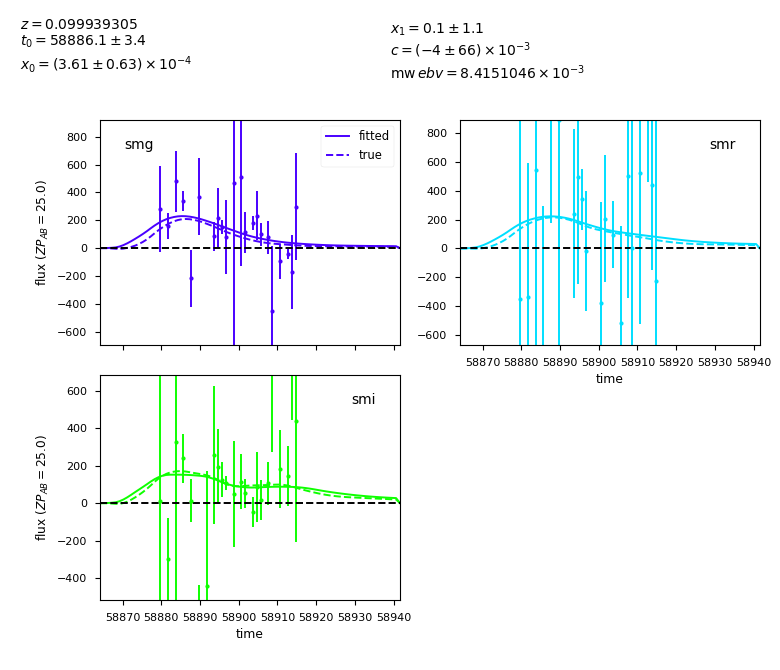 z = 0.099939305
t₀ = 58886.1 ± 3.4
x₀ = (3.61 ± 0.63) × 10⁻⁴
x₁ = 0.1 ± 1.1
c = (−4 ± 66) × 10⁻³
mw ebv = 8.4151046 × 10⁻³
smg
fitted
true
800
600
400
200
0
−200
−400
−600
flux (ZP_AB = 25.0)
smr
800
600
400
200
0
−200
−400
−600
58870 58880 58890 58900 58910 58920 58930 58940
time
smi
600
400
200
0
−200
−400
flux (ZP_AB = 25.0)
58870 58880 58890 58900 58910 58920 58930 58940
time